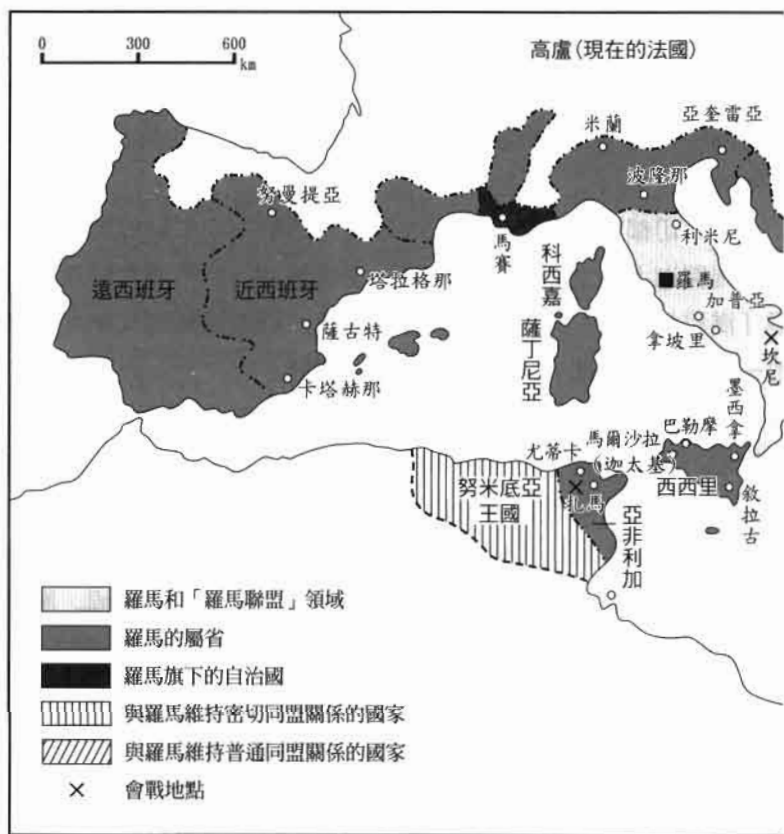 0 300 600
km
高盧(現在的法國)
米蘭
亞奎雷亞
波隆那
努曼提亞
利米尼
馬賽
科西嘉
羅馬
遠西班牙
近西班牙
塔拉格那
加普亞
薩古特
薩丁尼亞
拿坡里
坎尼
卡塔赫那
墨西拿
巴勒摩
尤蒂卡
馬爾沙拉
(迦太基)
努米底亞
王國
扎馬
西西里
敘拉古
亞非利加
羅馬和「羅馬聯盟」領域
羅馬的屬省
羅馬旗下的自治國
與羅馬維持密切同盟關係的國家
與羅馬維持普通同盟關係的國家
會戰地點